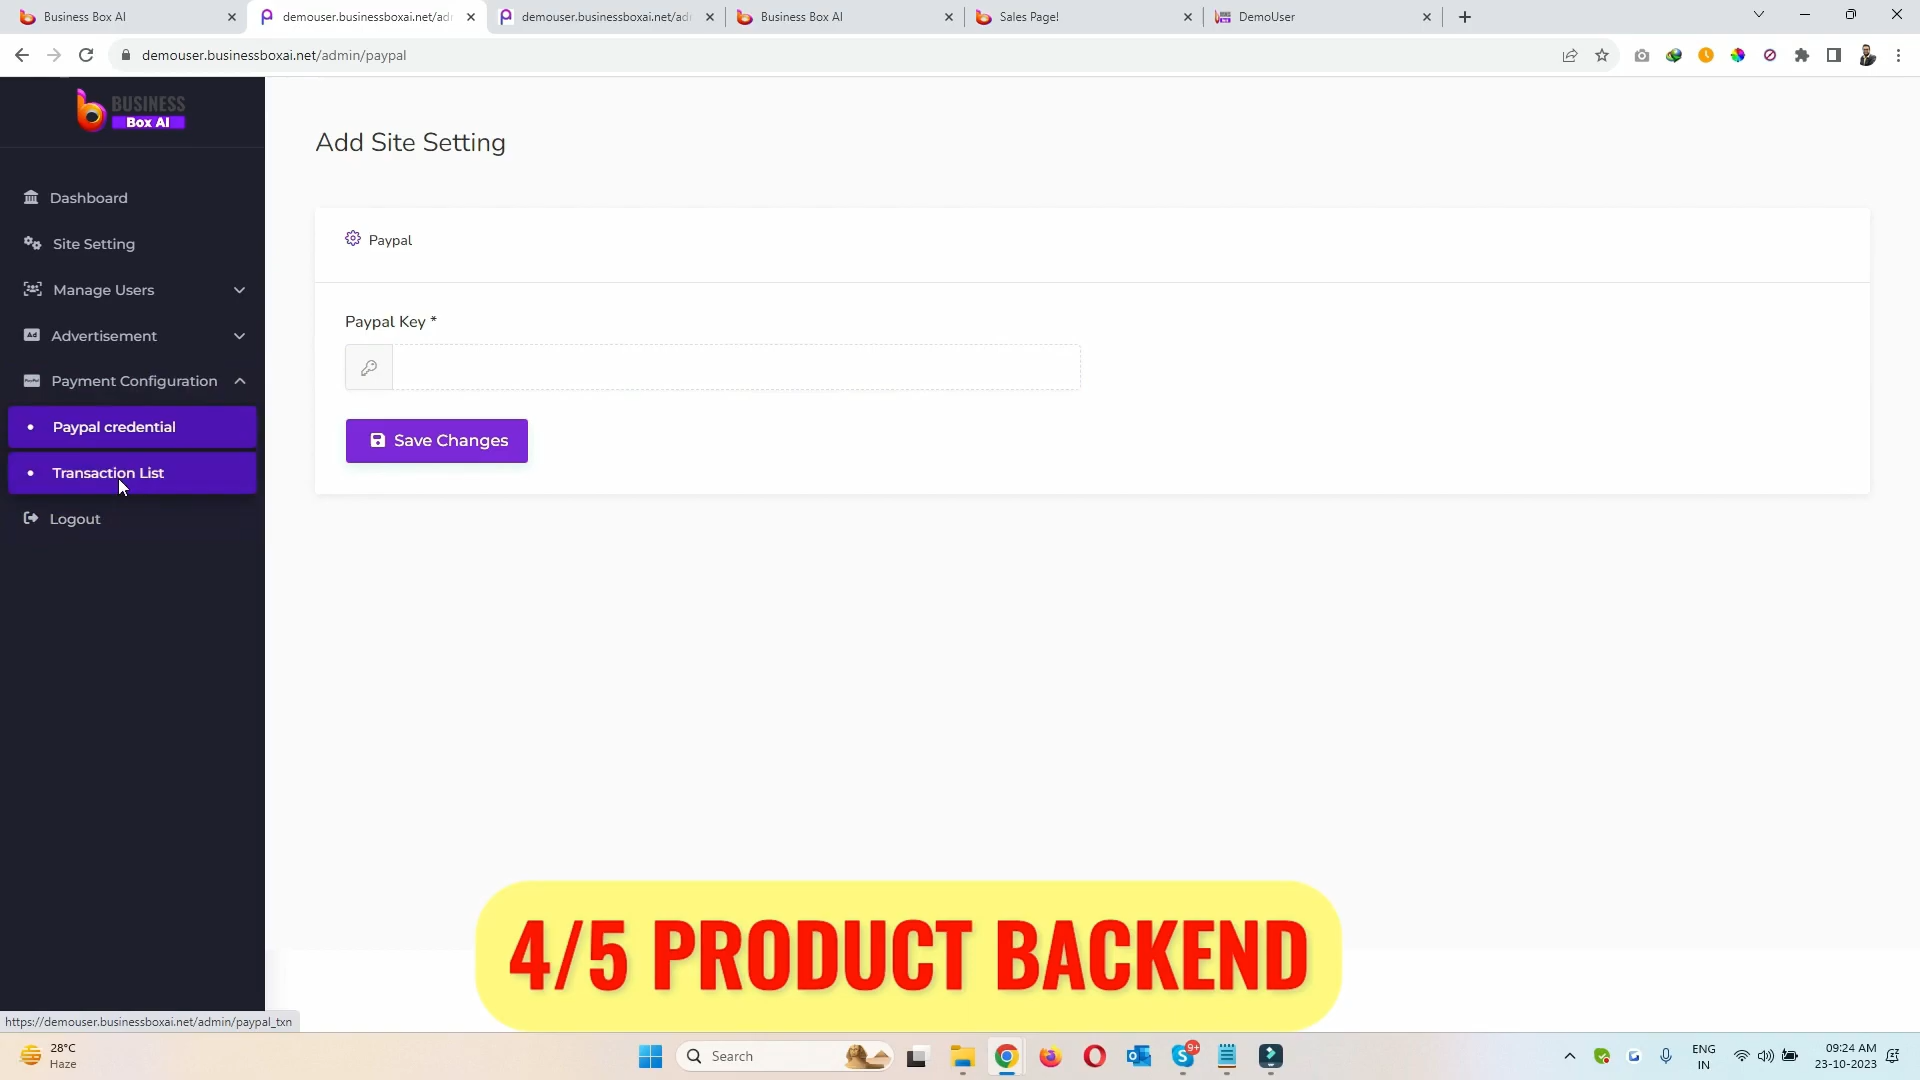 Business Box AI
demouser.businessboxai.net/adm
demouser.businessboxai.net/adm
Business Box AI
Sales Page!
DemoUser
demouser.businessboxai.net/admin/paypal
BUSINESS
Box AI
Add Site Setting
Dashboard
Site Setting
Paypal
Manage Users
Paypal Key *
Advertisement
Payment Configuration
Paypal credential
Save Changes
Transaction List
Logout
4/5 PRODUCT BACKEND
https://demouser.businessboxai.net/admin/paypal_txn
28°C
Haze
Search
9+
ENG
IN
09:24 AM
23-10-2023